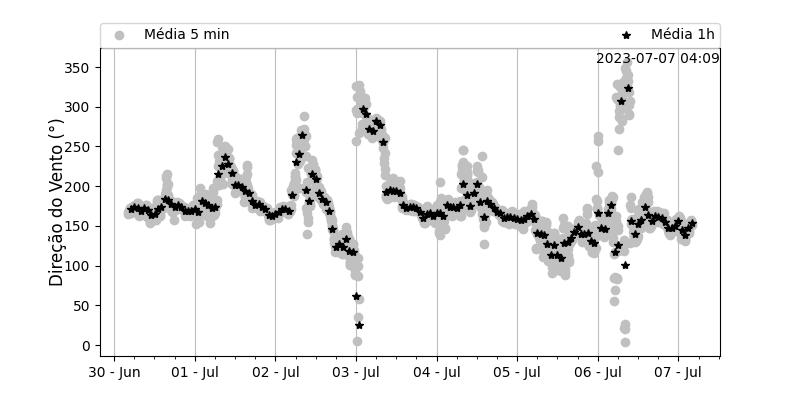 Média 5 min
Média 1h
2023-07-07 04:09
Direção do Vento (°)
350
300
250
200
150
100
50
0
30 - Jun
01 - Jul
02 - Jul
03 - Jul
04 - Jul
05 - Jul
06 - Jul
07 - Jul